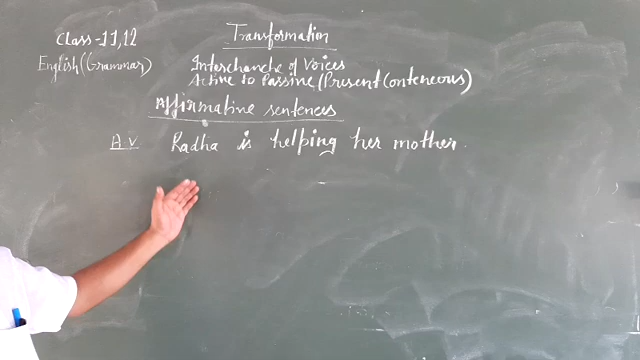 Class-11,12
Transformation
English(Grammar)
Interchange of Voices
Active to Passive/(Present Conteneous)
Affirmative sentences
A V Radha is helping her mother.